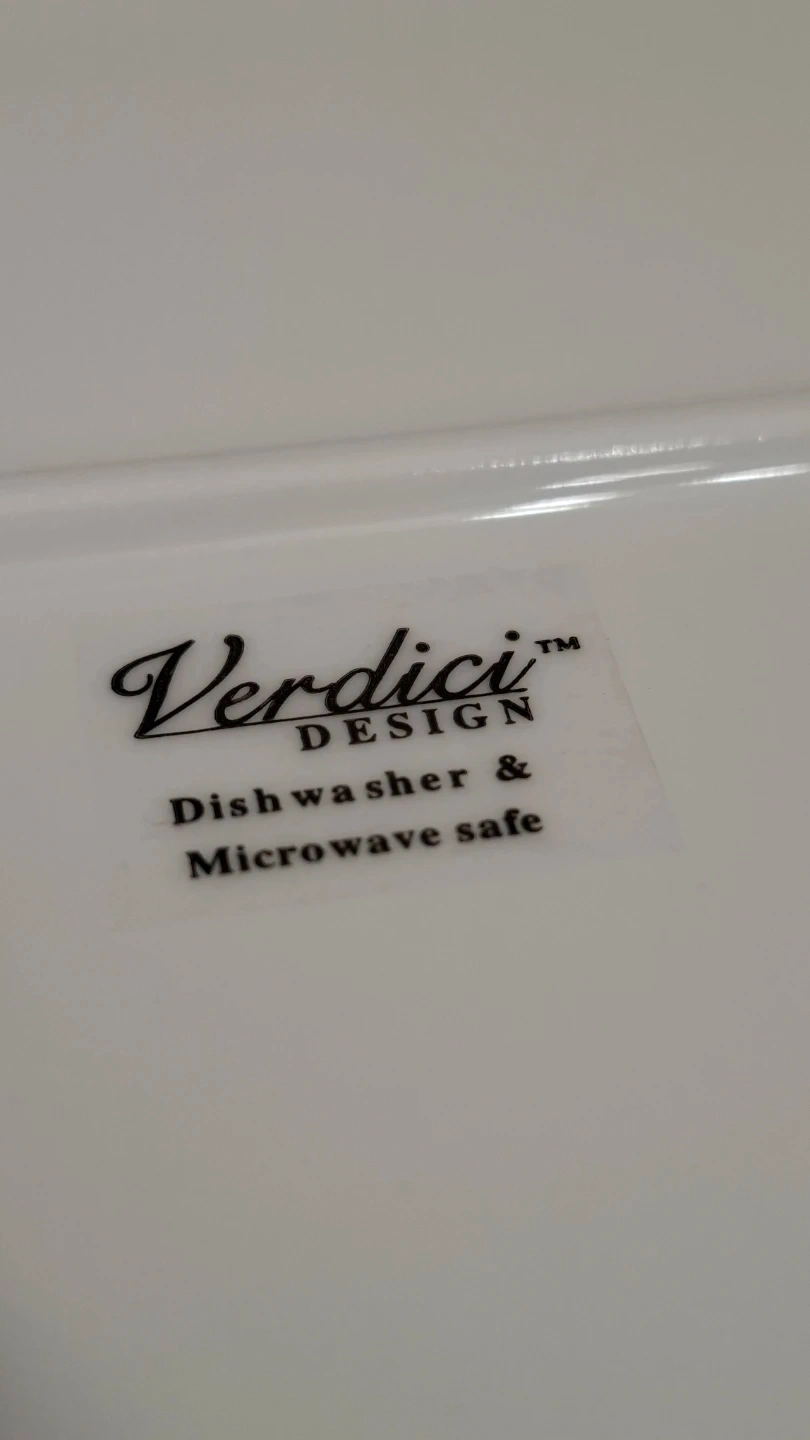 Verdici™
DESIGN
Dishwasher &
Microwave safe